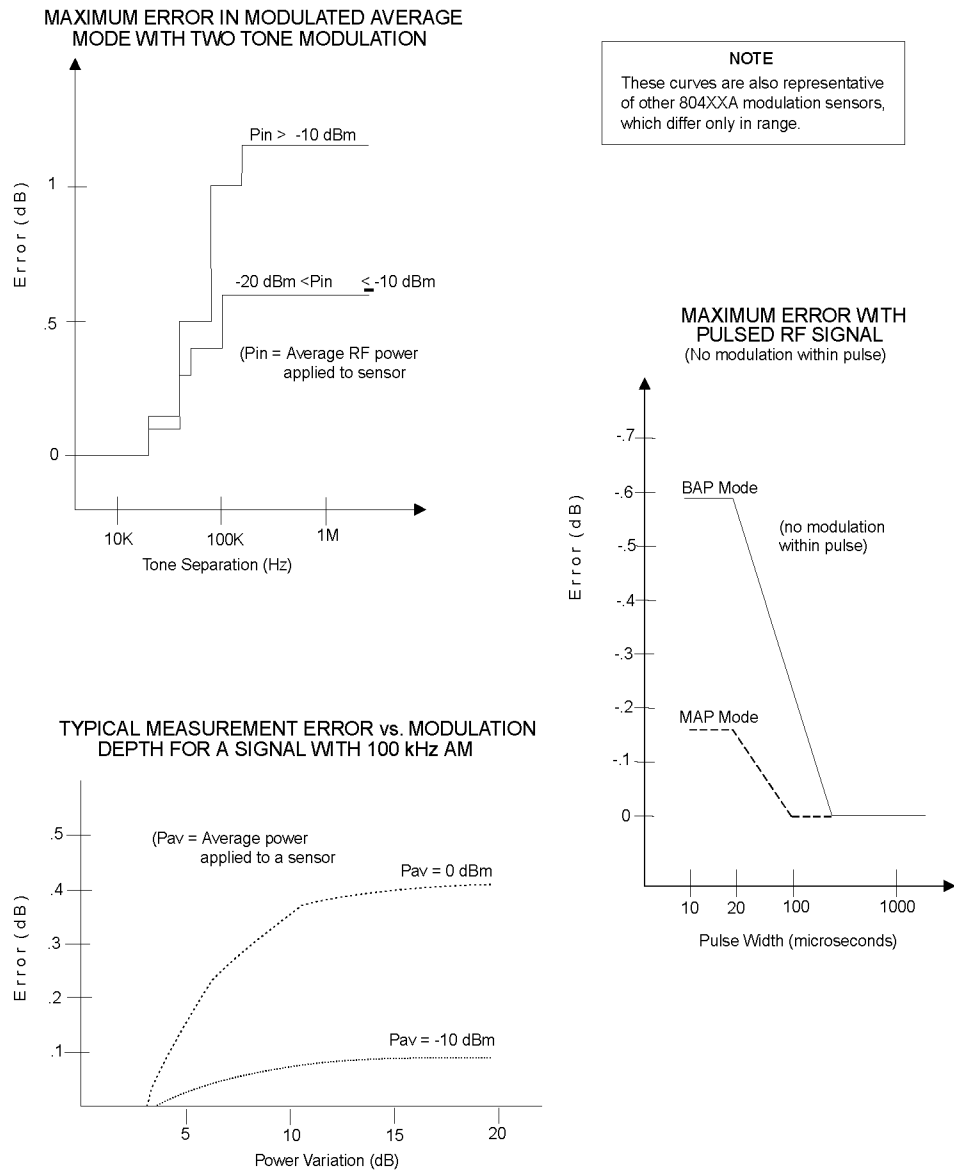 MAXIMUM ERROR IN MODULATED AVERAGE
MODE WITH TWO TONE MODULATION
NOTE
These curves are also representative
of other 804XXA modulation sensors,
which differ only in range.
Error (dB)
1
.5
0
Pin > -10 dBm
-20 dBm <Pin ≤ -10 dBm
(Pin = Average RF power
applied to sensor
10K
100K
1M
Tone Separation (Hz)
MAXIMUM ERROR WITH
PULSED RF SIGNAL
(No modulation within pulse)
Error (dB)
-.7
-.6
-.5
-.4
-.3
-.2
-.1
0
BAP Mode
(no modulation
within pulse)
MAP Mode
10
20
100
1000
Pulse Width (microseconds)
TYPICAL MEASUREMENT ERROR vs. MODULATION
DEPTH FOR A SIGNAL WITH 100 kHz AM
Error (dB)
.5
.4
.3
.2
.1
(Pav = Average power
applied to a sensor
Pav = 0 dBm
Pav = -10 dBm
5
10
15
20
Power Variation (dB)